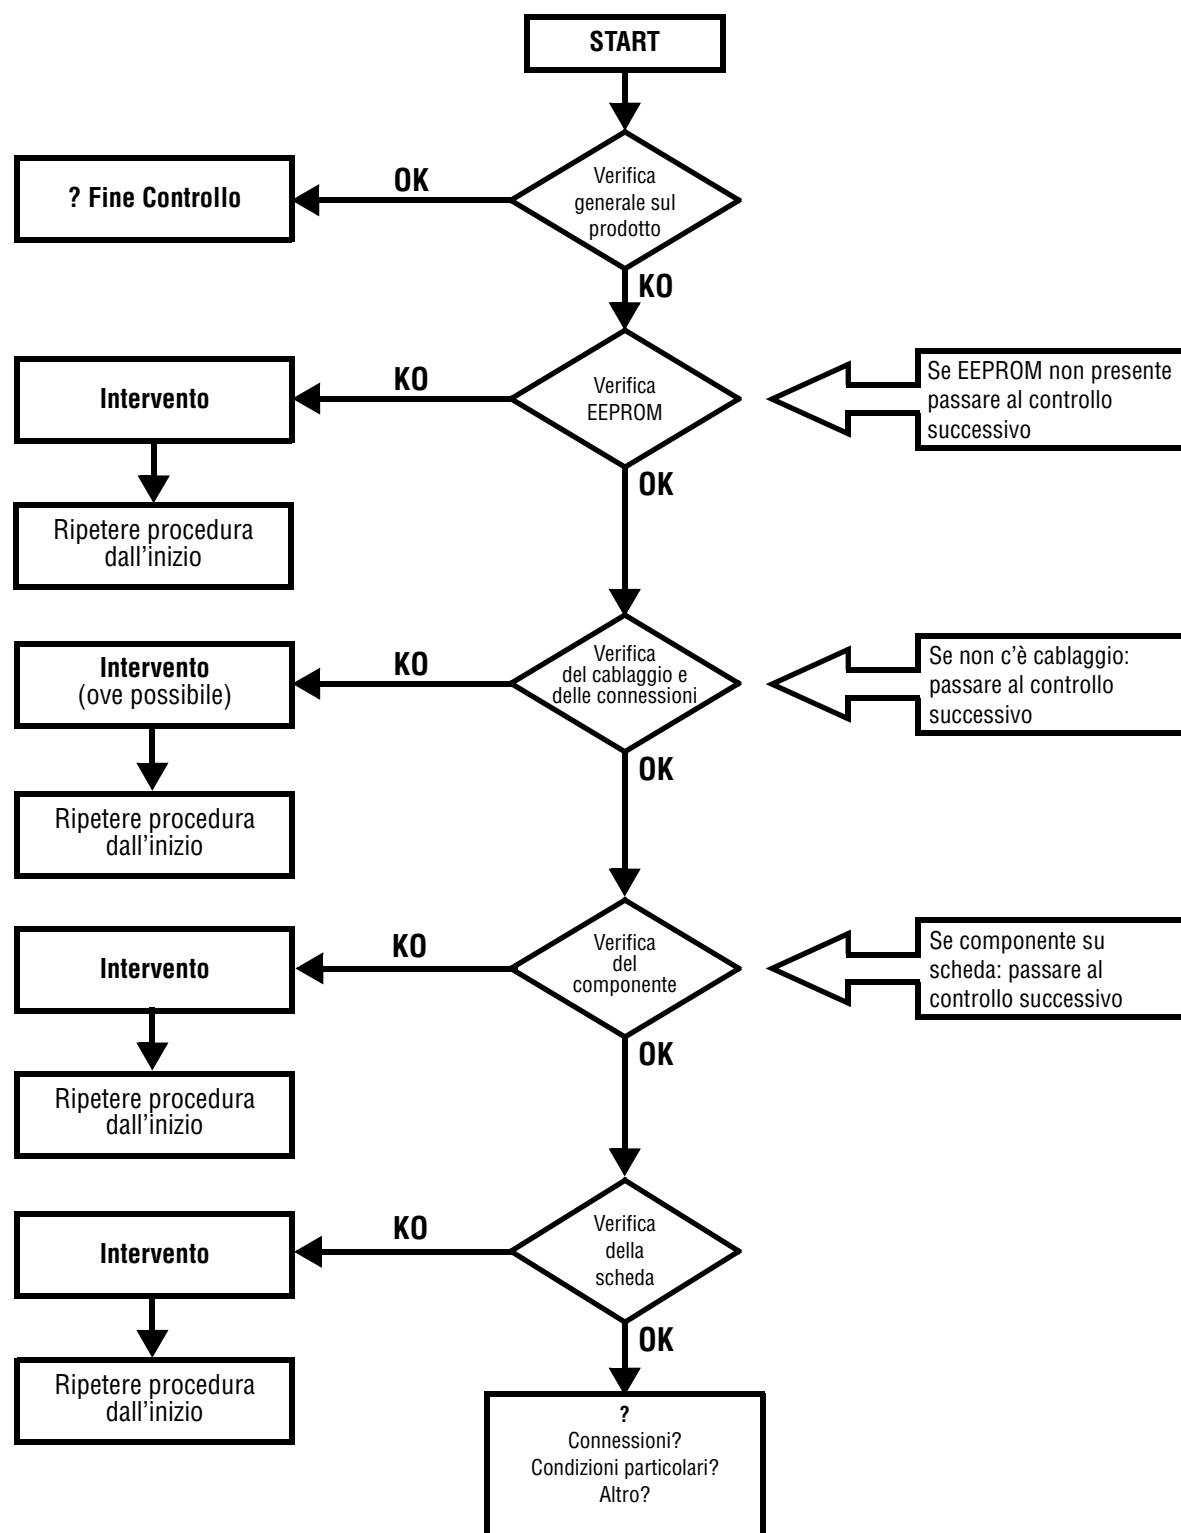 START
Verifica
generale sul
prodotto
OK
? Fine Controllo
KO
Verifica
EEPROM
KO
Intervento
Ripetere procedura
dall'inizio
Se EEPROM non presente
passare al controllo
successivo
OK
Verifica
del cablaggio e
delle connessioni
KO
Intervento
(ove possibile)
Ripetere procedura
dall'inizio
Se non c'è cablaggio:
passare al controllo
successivo
OK
Verifica
del
componente
KO
Intervento
Ripetere procedura
dall'inizio
Se componente su
scheda: passare al
controllo successivo
OK
Verifica
della
scheda
KO
Intervento
Ripetere procedura
dall'inizio
OK
?
Connessioni?
Condizioni particolari?
Altro?